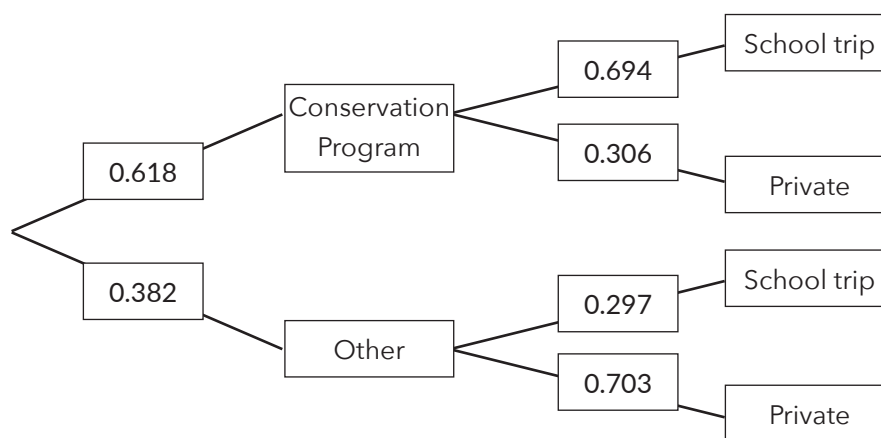 School trip
0.694
Conservation
Program
0.618
0.306
Private
School trip
0.382
0.297
Other
0.703
Private